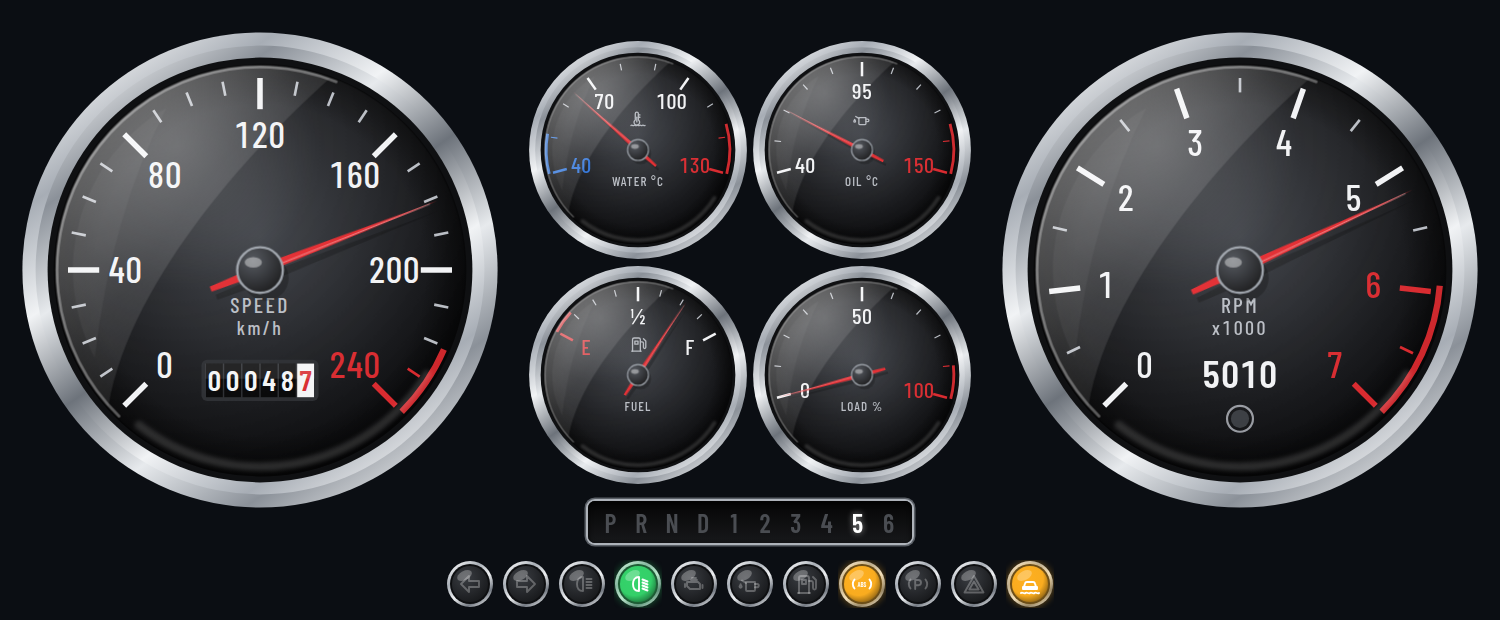 120
80 160
40 200
SPEED
km/h
0 240
000487
70 100
40 130
WATER °C
95
40 150
OIL °C
½
E F
FUEL
50
0 100
LOAD %
3 4
2 5
1 6
RPM
x1000
0 7
5010
P R N D 1 2 3 4 5 6
ABS
P